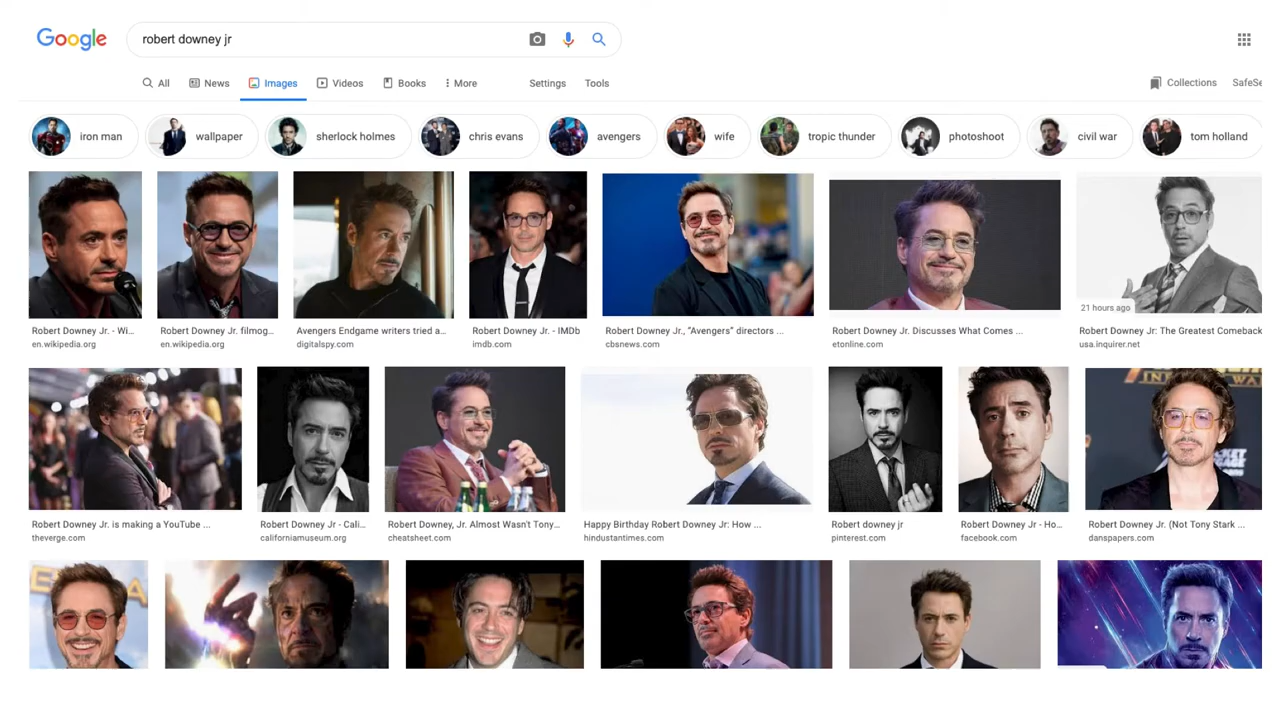 Google
robert downey jr
All News Images Videos Books More Settings Tools Collections SafeSe
iron man wallpaper sherlock holmes chris evans avengers wife tropic thunder photoshoot civil war tom holland
21 hours ago
Robert Downey Jr. - Wi...
en.wikipedia.org
Robert Downey Jr. filmog...
en.wikipedia.org
Avengers Endgame writers tried a...
digitalspy.com
Robert Downey Jr. - IMDb
imdb.com
Robert Downey Jr., “Avengers” directors ...
cbsnews.com
Robert Downey Jr. Discusses What Comes ...
etonline.com
Robert Downey Jr: The Greatest Comeback
usa.inquirer.net
Robert Downey Jr. is making a YouTube ...
theverge.com
Robert Downey Jr - Cali...
californiamuseum.org
Robert Downey, Jr. Almost Wasn't Tony...
cheatsheet.com
Happy Birthday Robert Downey Jr: How ...
hindustantimes.com
Robert downey jr
pinterest.com
Robert Downey Jr - Ho...
facebook.com
Robert Downey Jr. (Not Tony Stark ...
danspapers.com